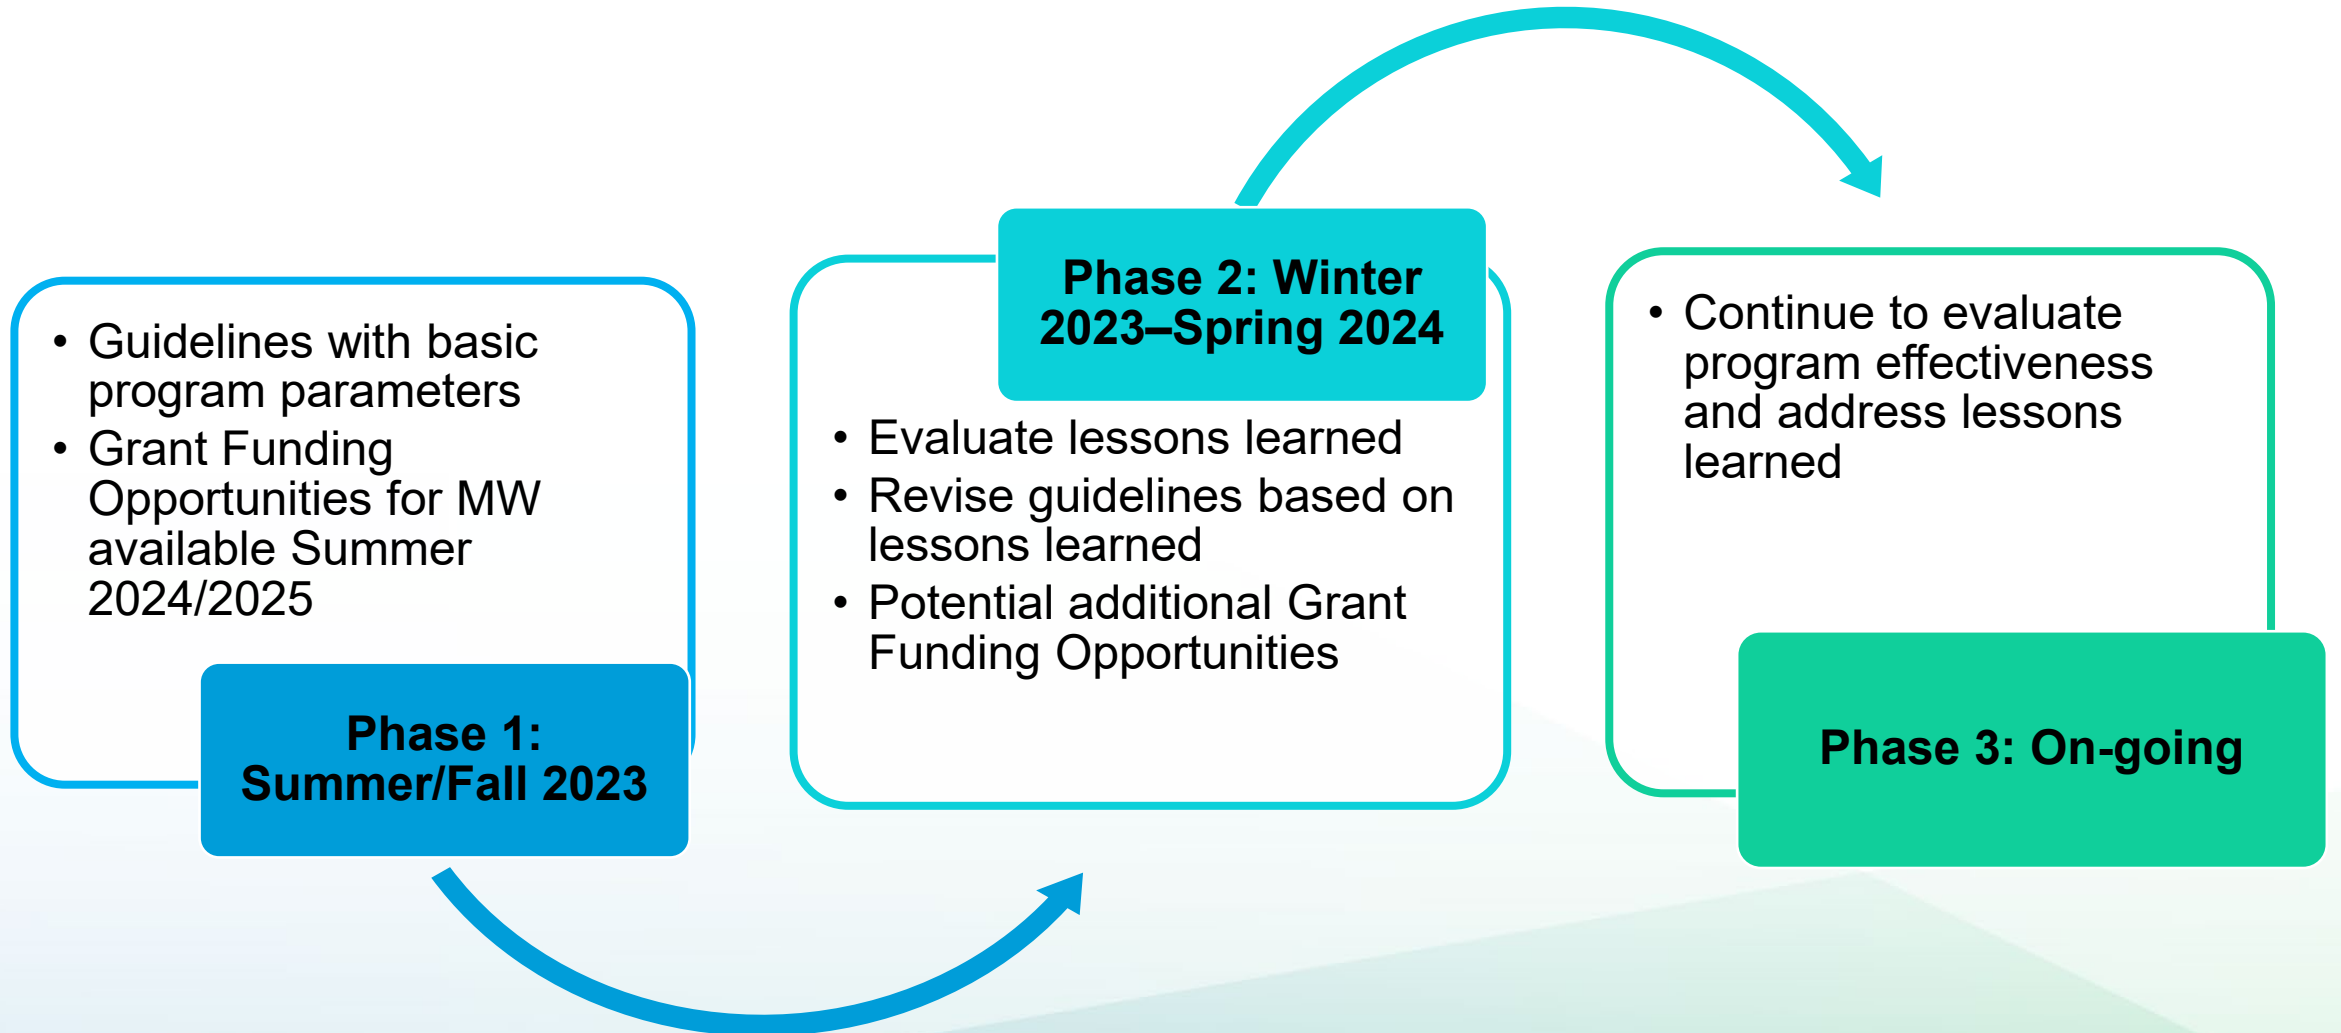 • Guidelines with basic
program parameters
• Grant Funding
Opportunities for MW
available Summer
2024/2025
Phase 1:
Summer/Fall 2023
Phase 2: Winter
2023–Spring 2024
• Evaluate lessons learned
• Revise guidelines based on
lessons learned
• Potential additional Grant
Funding Opportunities
• Continue to evaluate
program effectiveness
and address lessons
learned
Phase 3: On-going